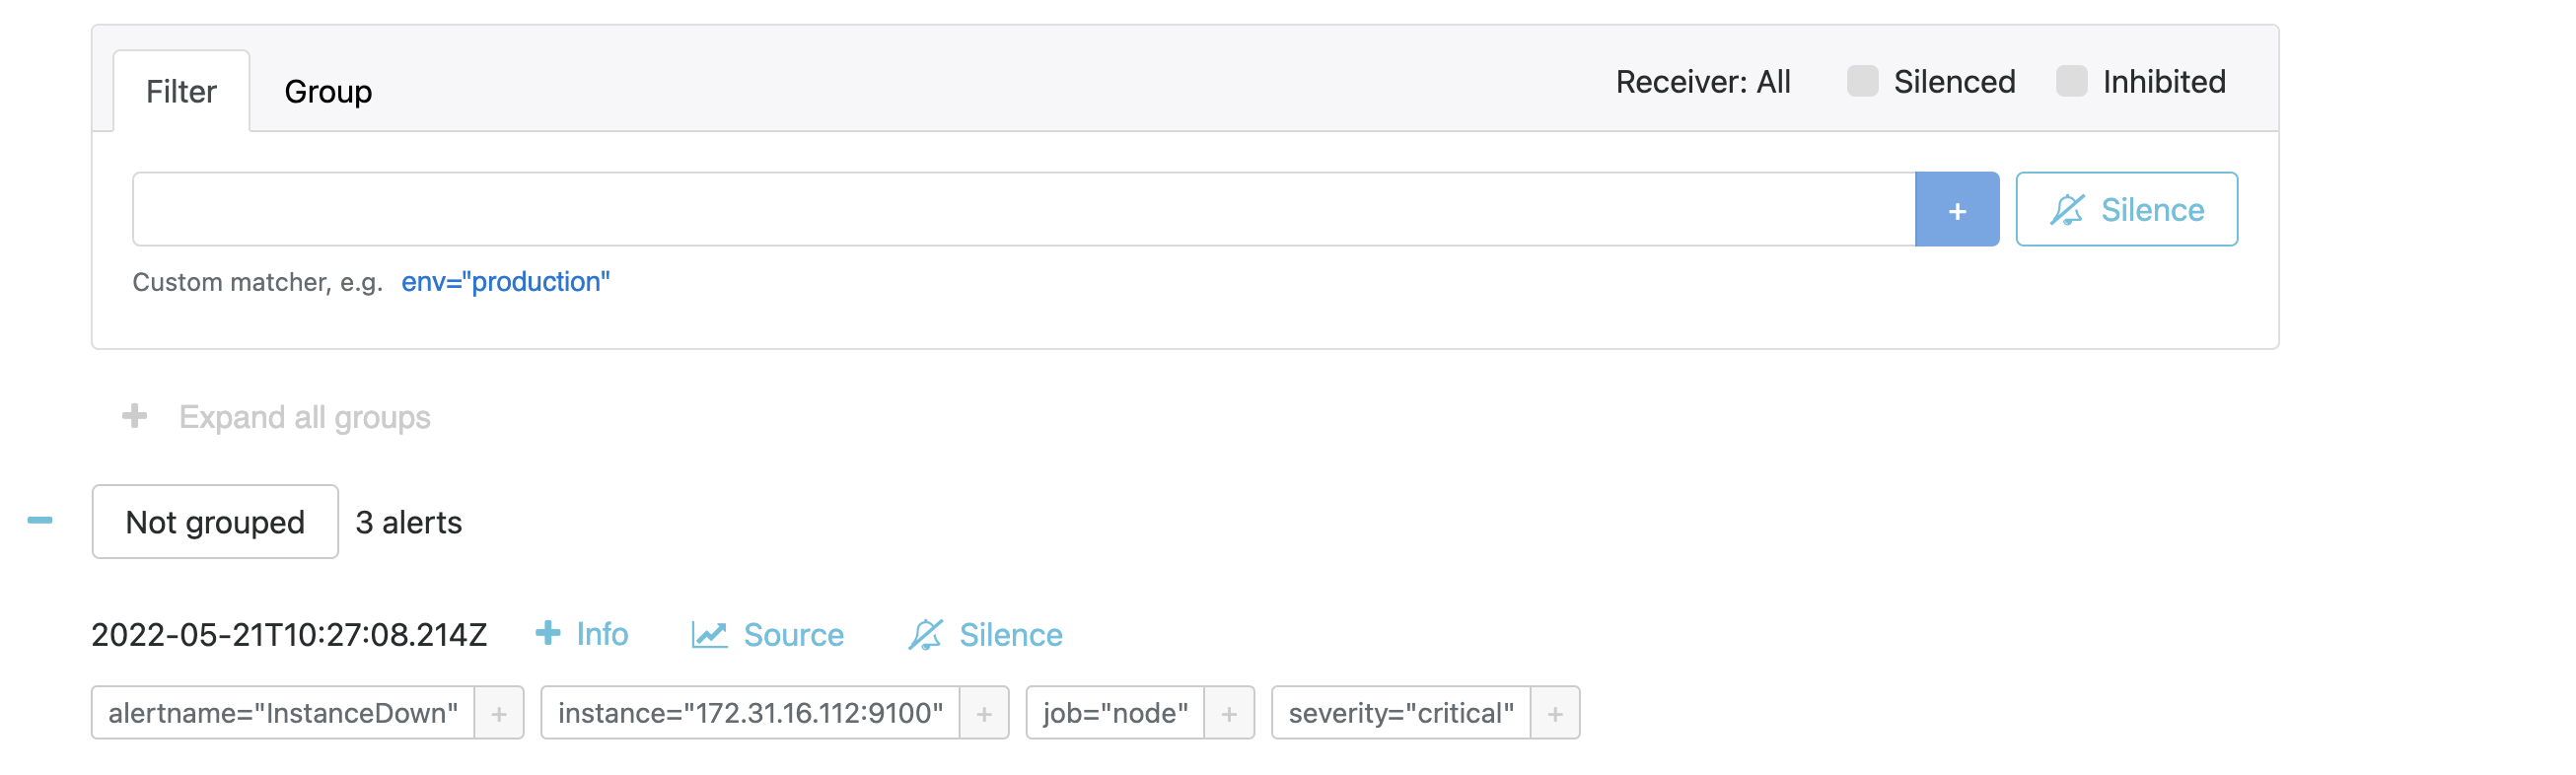 Filter Group Receiver: All Silenced Inhibited
+ Silence
Custom matcher, e.g. env="production"
+ Expand all groups
Not grouped 3 alerts
2022-05-21T10:27:08.214Z + Info Source Silence
alertname="InstanceDown" + instance="172.31.16.112:9100" + job="node" + severity="critical" +